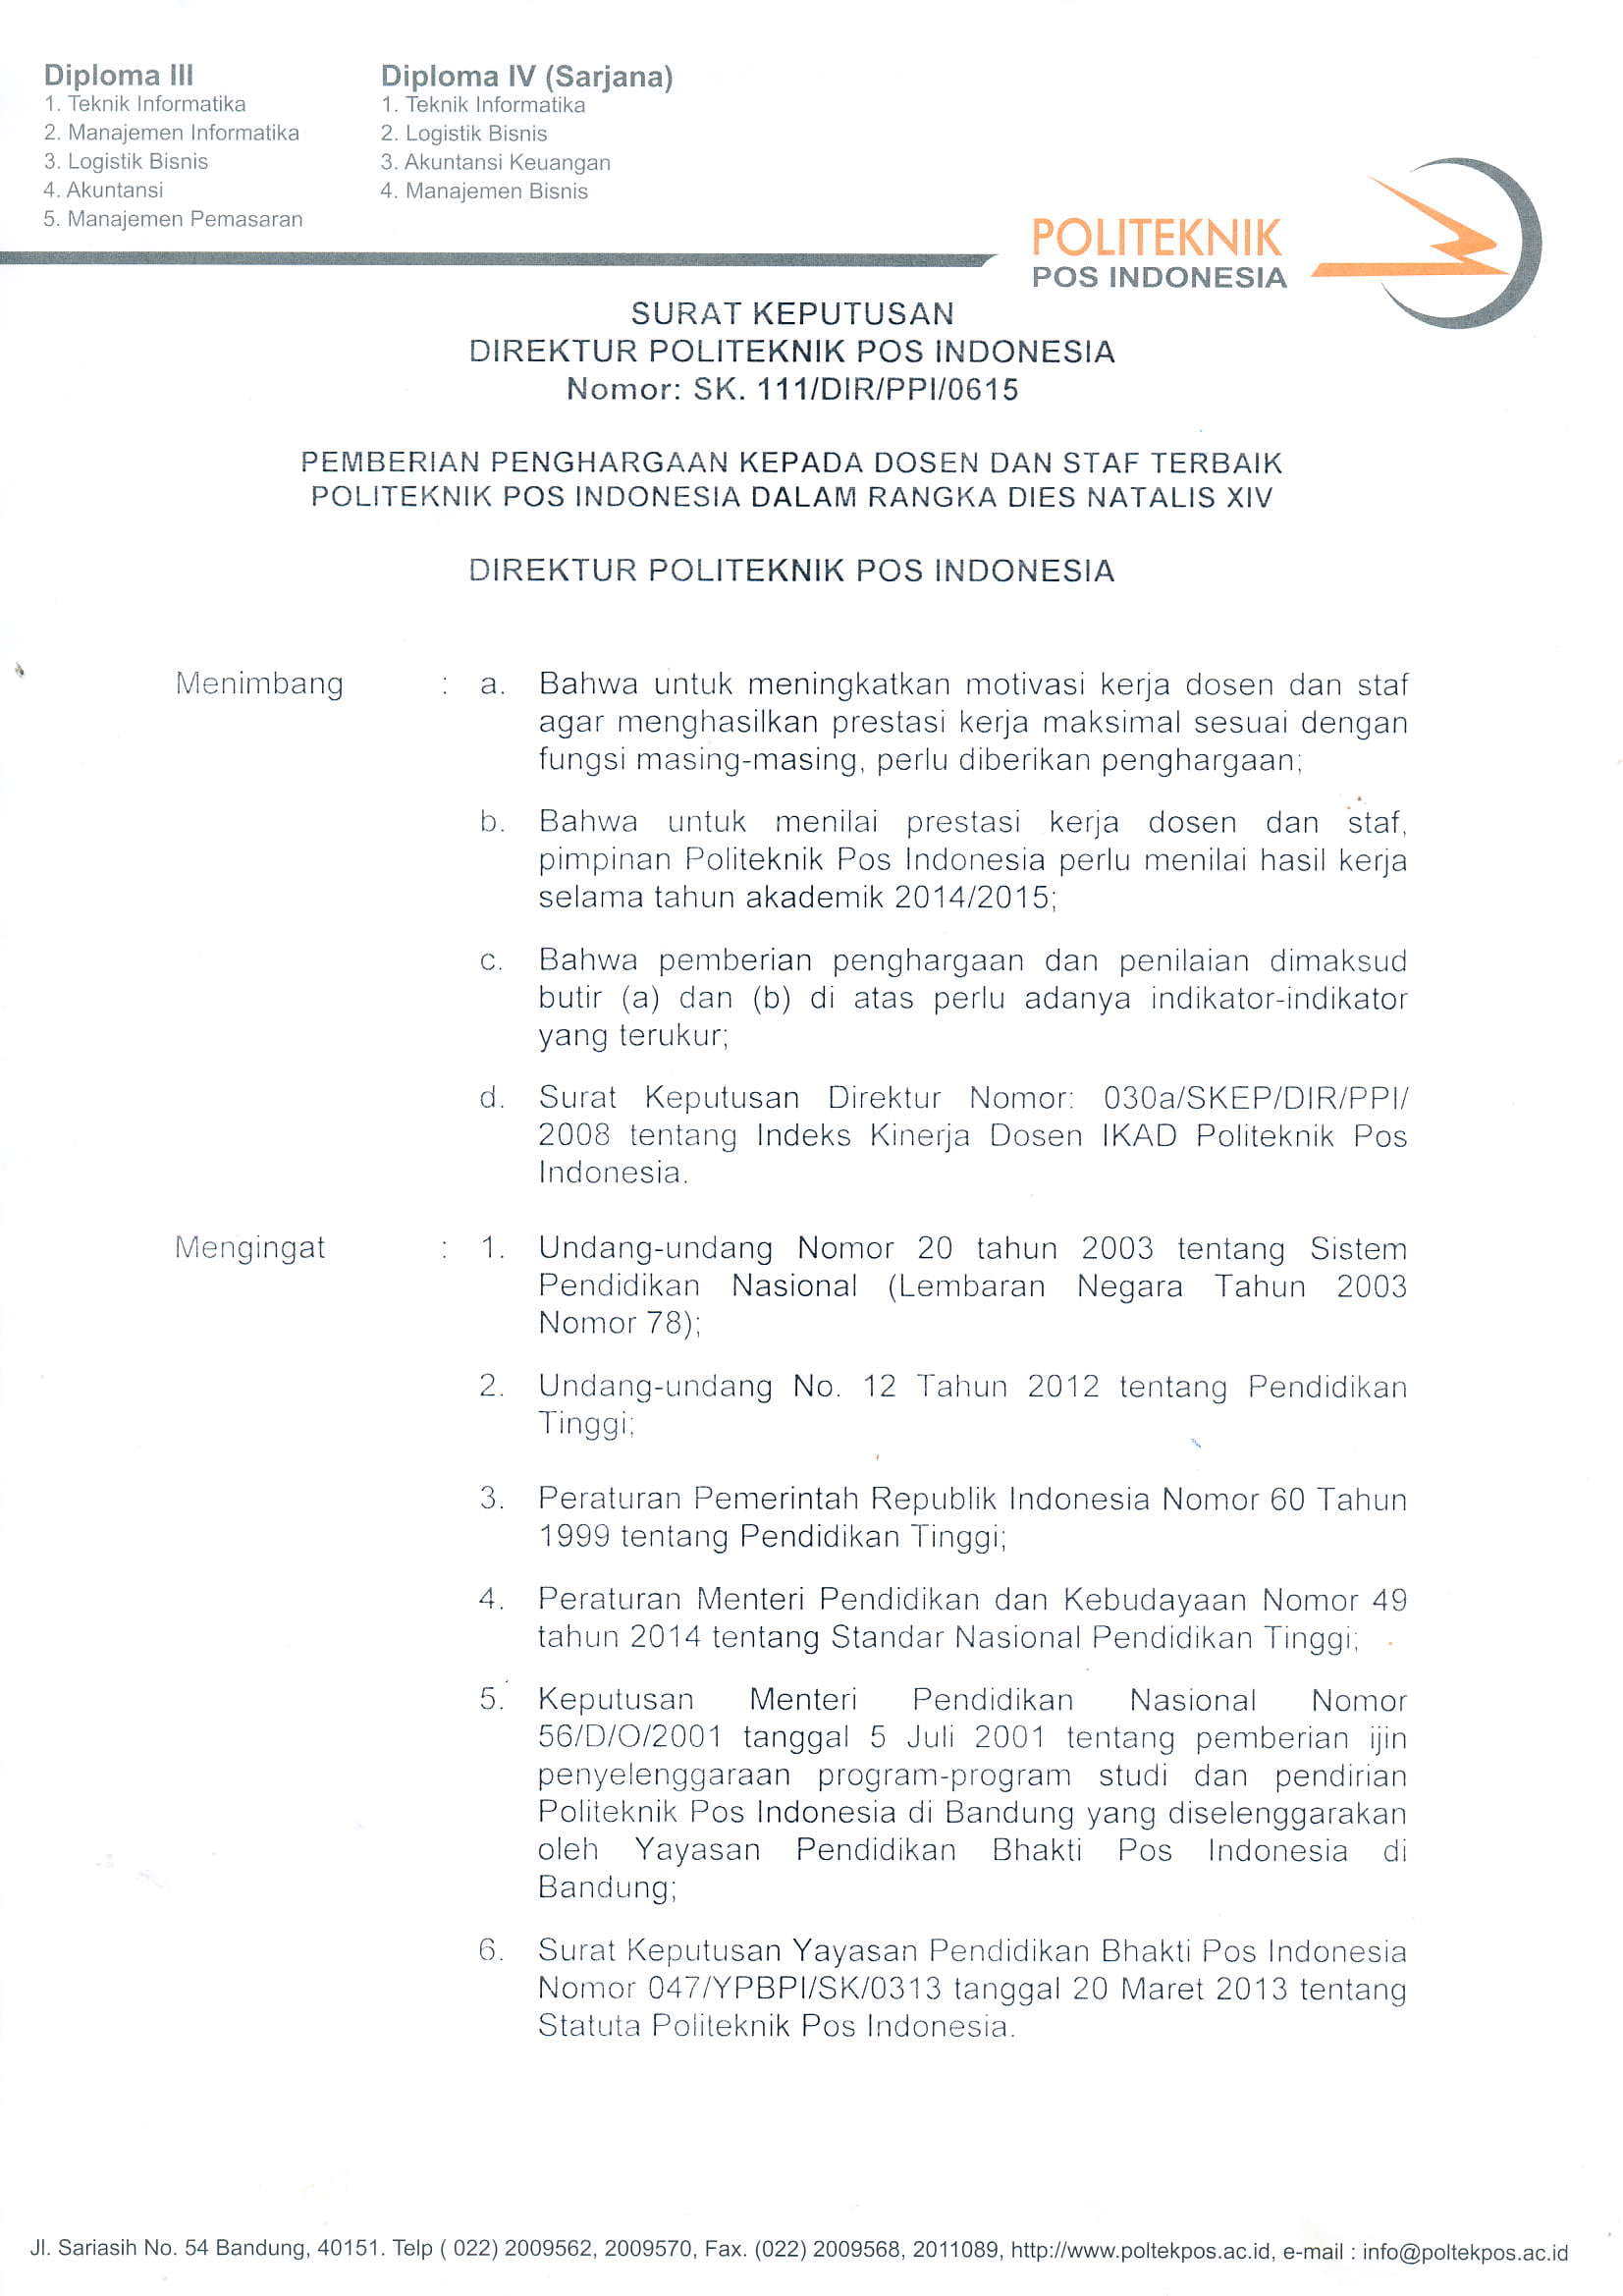 Diploma III
1. Teknik Informatika
2. Manajemen Informatika
3. Logistik Bisnis
4. Akuntansi
5. Manajemen Pemasaran
Diploma IV (Sarjana)
1. Teknik Informatika
2. Logistik Bisnis
3. Akuntansi Keuangan
4. Manajemen Bisnis
POLITEKNIK
POS INDONESIA
SURAT KEPUTUSAN
DIREKTUR POLITEKNIK POS INDONESIA
Nomor: SK. 111/DIR/PPI/0615
PEMBERIAN PENGHARGAAN KEPADA DOSEN DAN STAF TERBAIK
POLITEKNIK POS INDONESIA DALAM RANGKA DIES NATALIS XIV
DIREKTUR POLITEKNIK POS INDONESIA
Menimbang : a. Bahwa untuk meningkatkan motivasi kerja dosen dan staf
agar menghasilkan prestasi kerja maksimal sesuai dengan
fungsi masing-masing, perlu diberikan penghargaan;
b. Bahwa untuk menilai prestasi kerja dosen dan staf,
pimpinan Politeknik Pos Indonesia perlu menilai hasil kerja
selama tahun akademik 2014/2015;
c. Bahwa pemberian penghargaan dan penilaian dimaksud
butir (a) dan (b) di atas perlu adanya indikator-indikator
yang terukur;
d. Surat Keputusan Direktur Nomor: 030a/SKEP/DIR/PPI/
2008 tentang Indeks Kinerja Dosen IKAD Politeknik Pos
Indonesia.
Mengingat : 1. Undang-undang Nomor 20 tahun 2003 tentang Sistem
Pendidikan Nasional (Lembaran Negara Tahun 2003
Nomor 78);
2. Undang-undang No. 12 Tahun 2012 tentang Pendidikan
Tinggi;
3. Peraturan Pemerintah Republik Indonesia Nomor 60 Tahun
1999 tentang Pendidikan Tinggi;
4. Peraturan Menteri Pendidikan dan Kebudayaan Nomor 49
tahun 2014 tentang Standar Nasional Pendidikan Tinggi;
5. Keputusan Menteri Pendidikan Nasional Nomor
56/D/O/2001 tanggal 5 Juli 2001 tentang pemberian ijin
penyelenggaraan program-program studi dan pendirian
Politeknik Pos Indonesia di Bandung yang diselenggarakan
oleh Yayasan Pendidikan Bhakti Pos Indonesia di
Bandung;
6. Surat Keputusan Yayasan Pendidikan Bhakti Pos Indonesia
Nomor 047/YPBPI/SK/0313 tanggal 20 Maret 2013 tentang
Statuta Politeknik Pos Indonesia.
Jl. Sariasih No. 54 Bandung, 40151. Telp ( 022) 2009562, 2009570, Fax. (022) 2009568, 2011089, http://www.poltekpos.ac.id, e-mail : info@poltekpos.ac.id